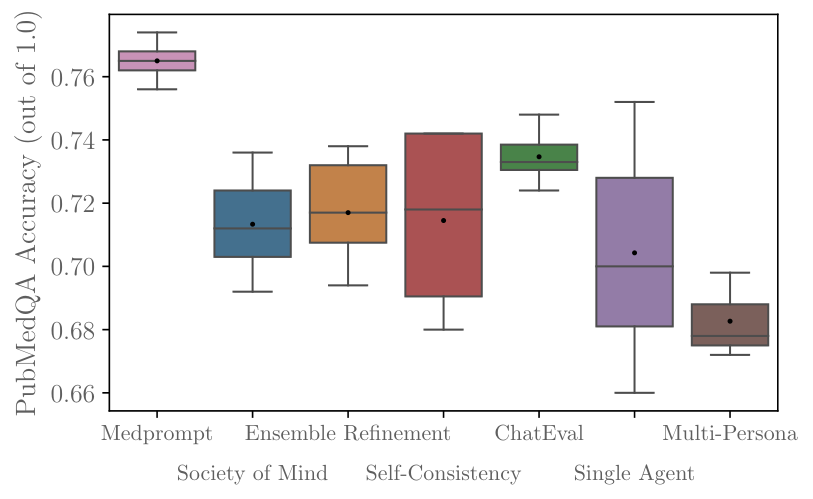 PubMedQA Accuracy (out of 1.0)
0.76
0.74
0.72
0.70
0.68
0.66
Medprompt
Ensemble Refinement
ChatEval
Multi-Persona
Society of Mind
Self-Consistency
Single Agent